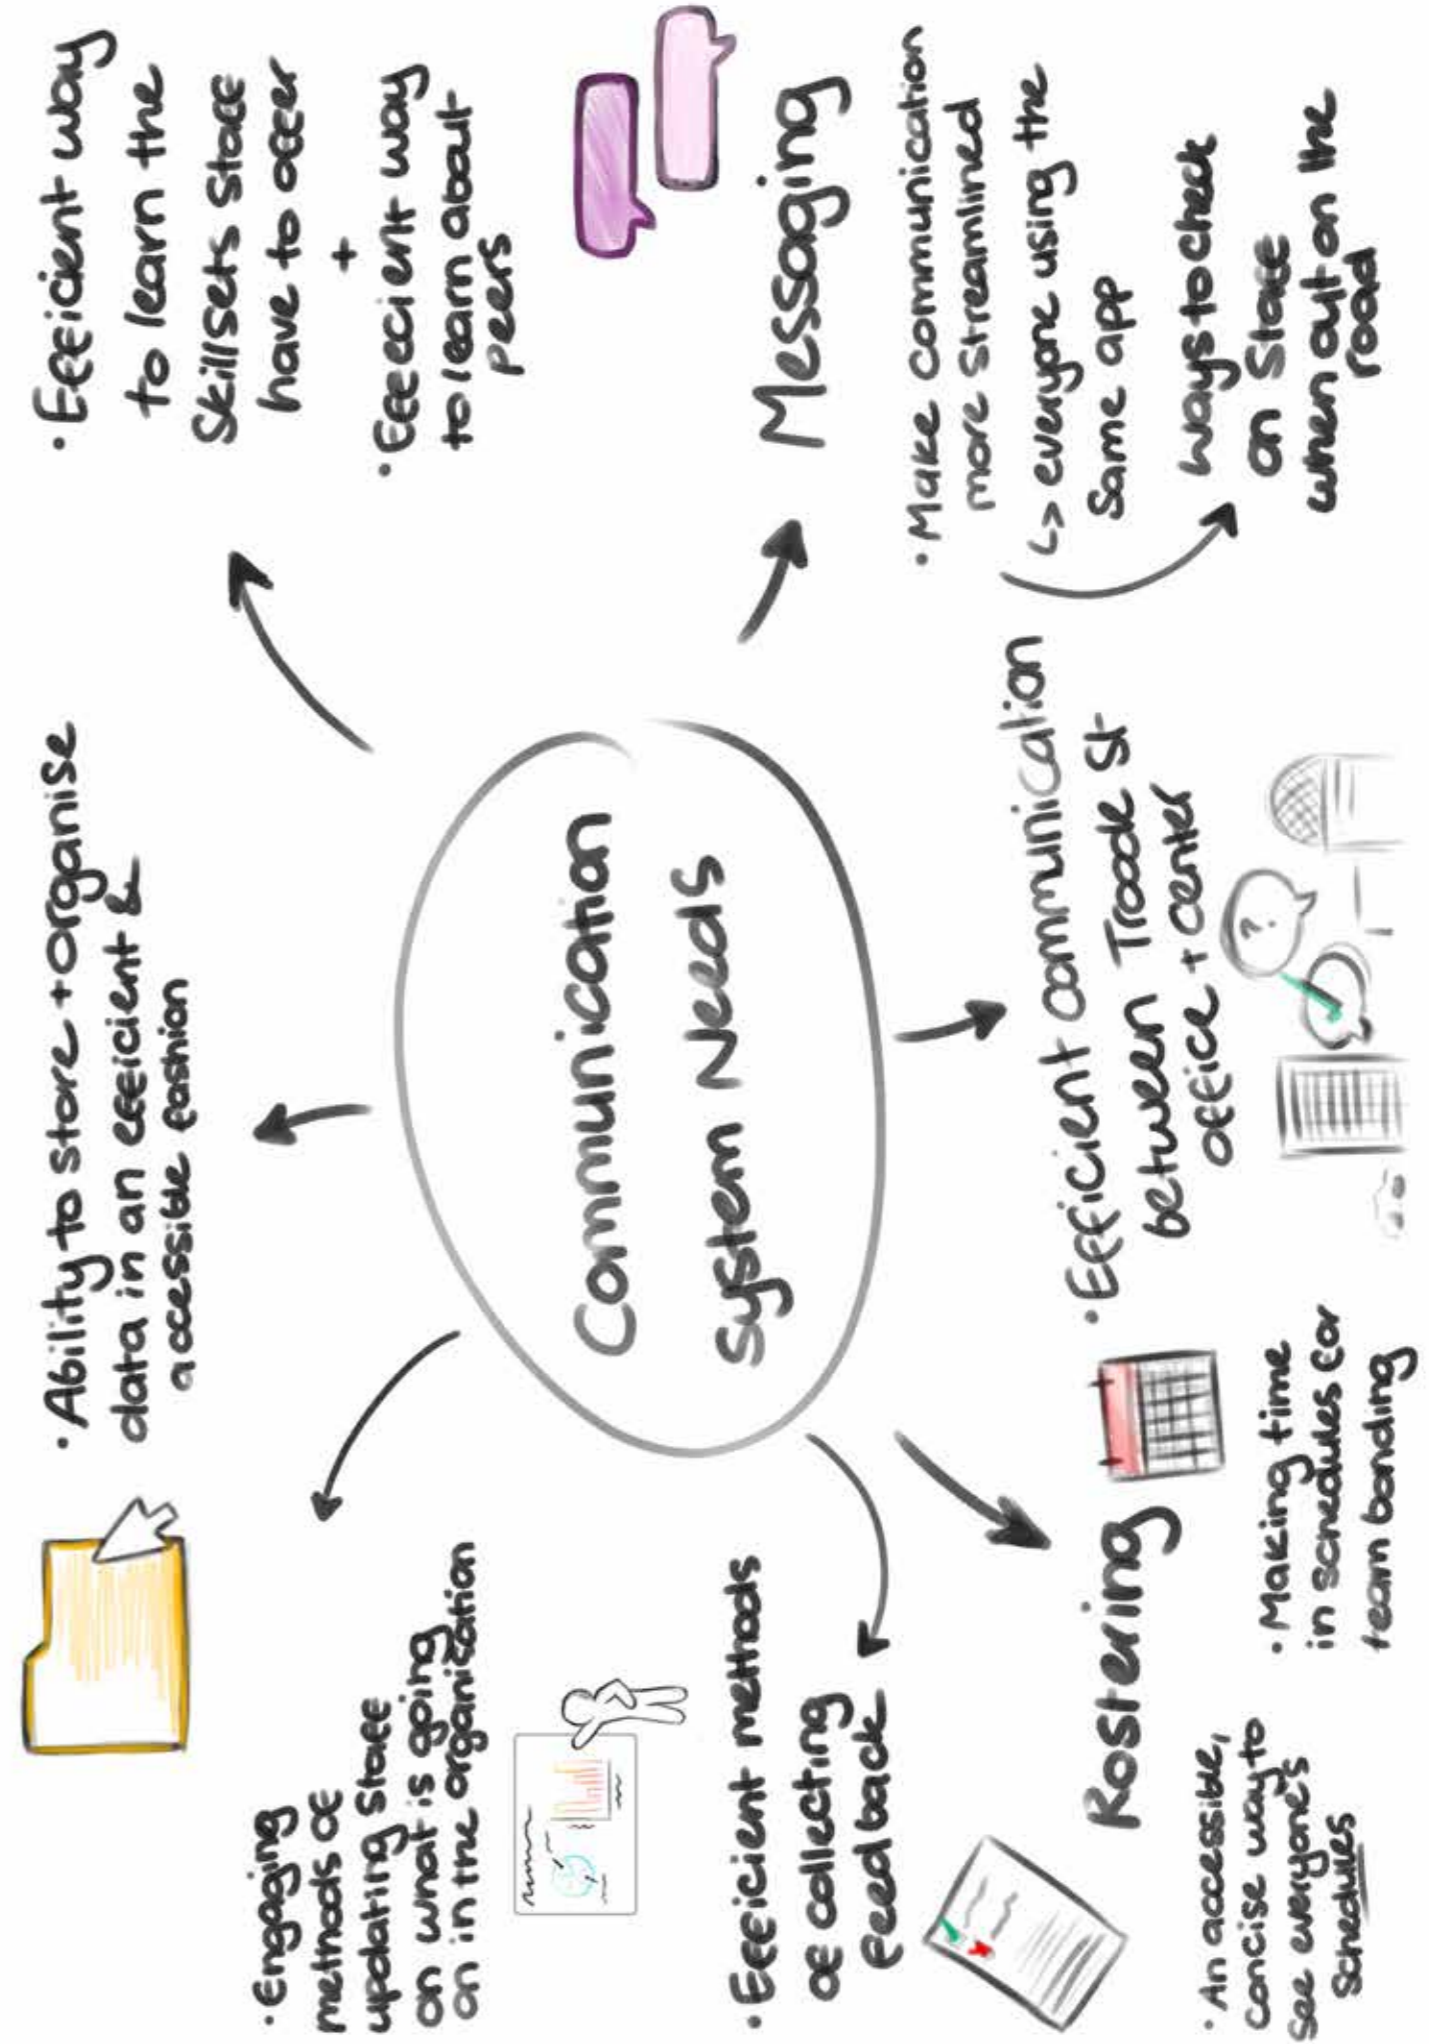 Communication
System Needs
· Engaging
methods of
updating staff
on what is going
on in the organisation
· Ability to store + organise
data in an efficient &
accessible fashion
· Efficient way
to learn the
skillsets staff
have to offer
+
· Effecient way
to learn about
peers
Messaging
· Make communication
more streamlined
↳ everyone using the
same app
ways to check
on staff
when out on the
road
· Efficient communication
between Troode St
office + center
?
Rostering
· Making time
in schedules for
team bonding
· An accessible,
concise way to
see everyone's
schedules
· Efficient methods
of collecting
feedback